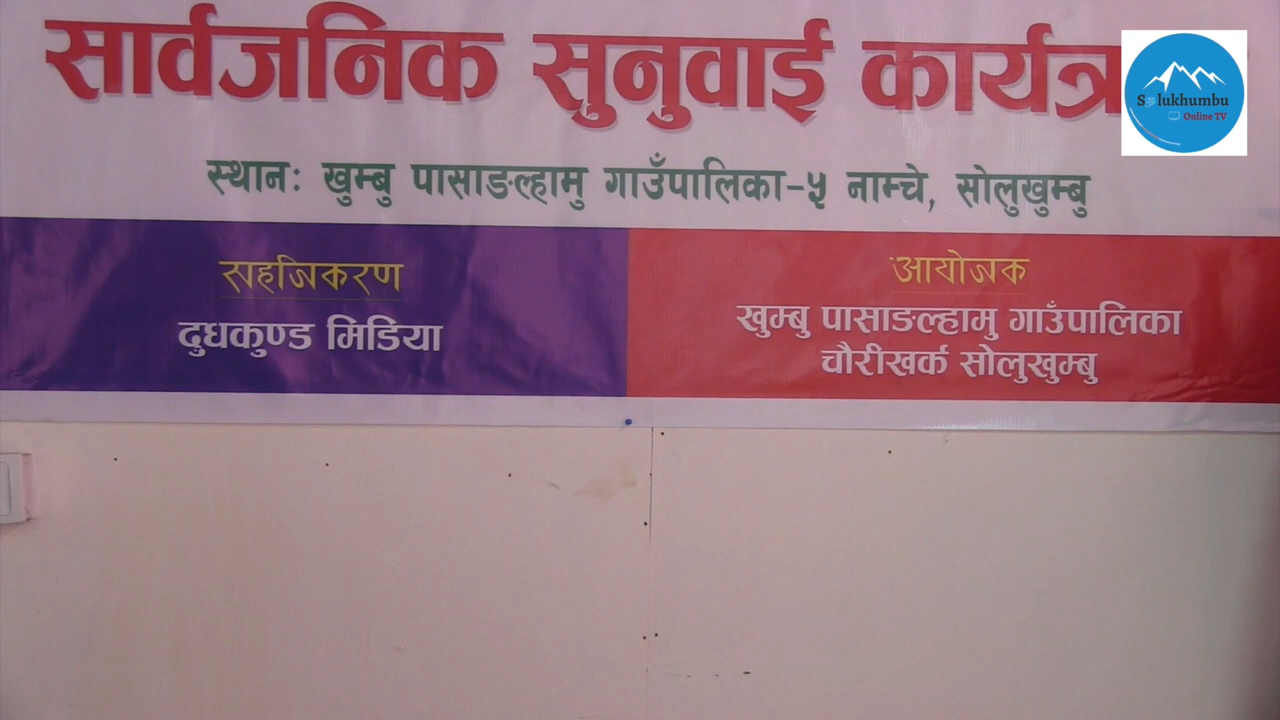 सार्वजनिक सुनुवाई कार्यक्र
स्थानः खुम्बु पासाङल्हामु गाउँपालिका-५ नाम्चे, सोलुखुम्बु
सहजिकरण
दुधकुण्ड मिडिया
आयोजक
खुम्बु पासाङल्हामु गाउँपालिका
चौरीखर्क सोलुखुम्बु
Solukhumbu
Online TV